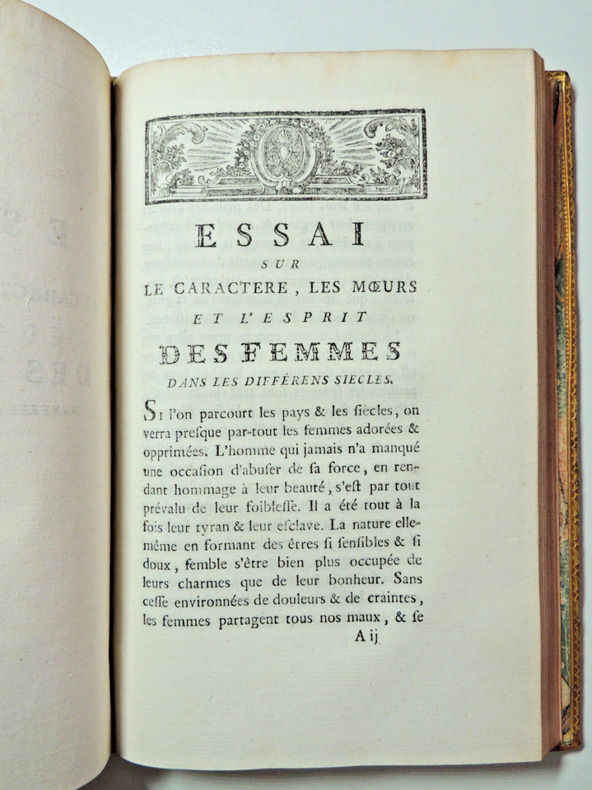 ESSAI
SUR
LE CARACTERE, LES MŒURS
ET L'ESPRIT
DES FEMMES
DANS LES DIFFÉRENS SIECLES.
SI l'on parcourt les pays & les ſiècles, on
verra preſque par-tout les femmes adorées &
opprimées. L'homme qui jamais n'a manqué
une occaſion d'abuſer de ſa force, en ren-
dant hommage à leur beauté, s'eſt par tout
prévalu de leur foibleſſe. Il a été tout à la
fois leur tyran & leur eſclave. La nature elle-
même en formant des êtres ſi ſenſibles & ſi
doux, ſemble s'être bien plus occupée de
leurs charmes que de leur bonheur. Sans
ceſſe environnées de douleurs & de craintes,
les femmes partagent tous nos maux, & ſe
A ij